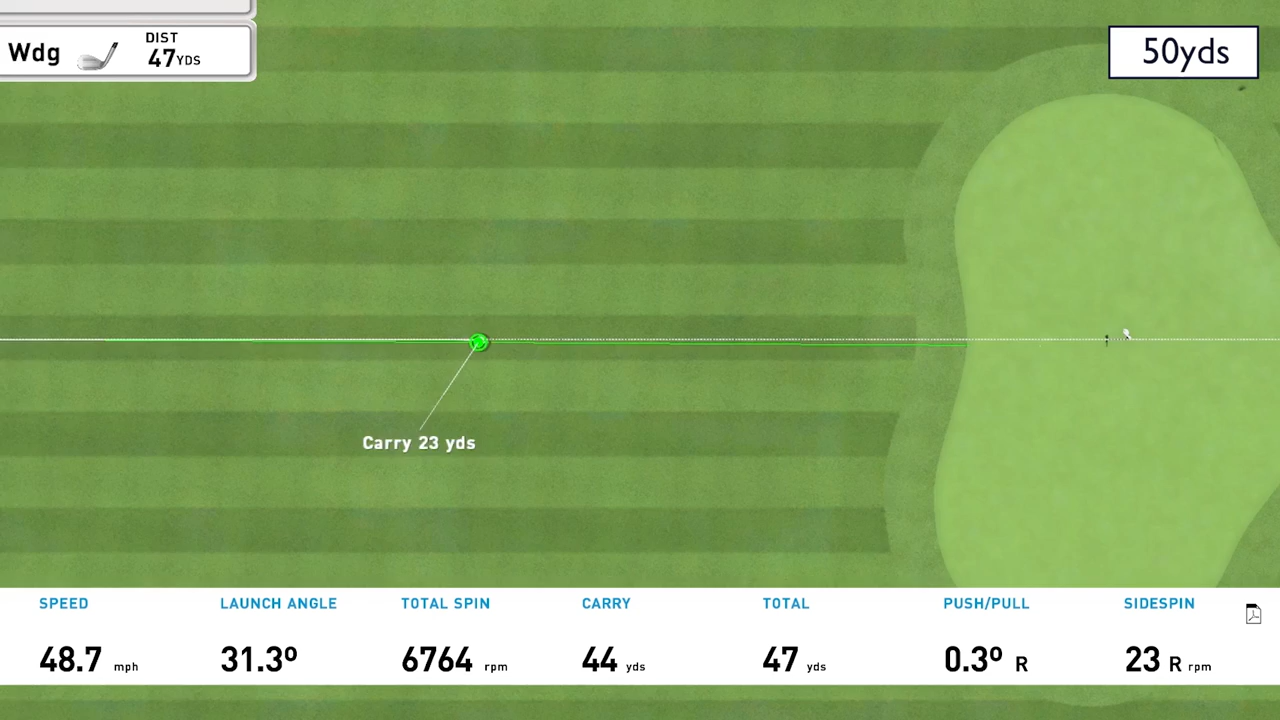 Wdg
DIST
47YDS
50yds
Carry 23 yds
SPEED
48.7 mph
LAUNCH ANGLE
31.3º
TOTAL SPIN
6764 rpm
CARRY
44 yds
TOTAL
47 yds
PUSH/PULL
0.3º R
SIDESPIN
23 R rpm